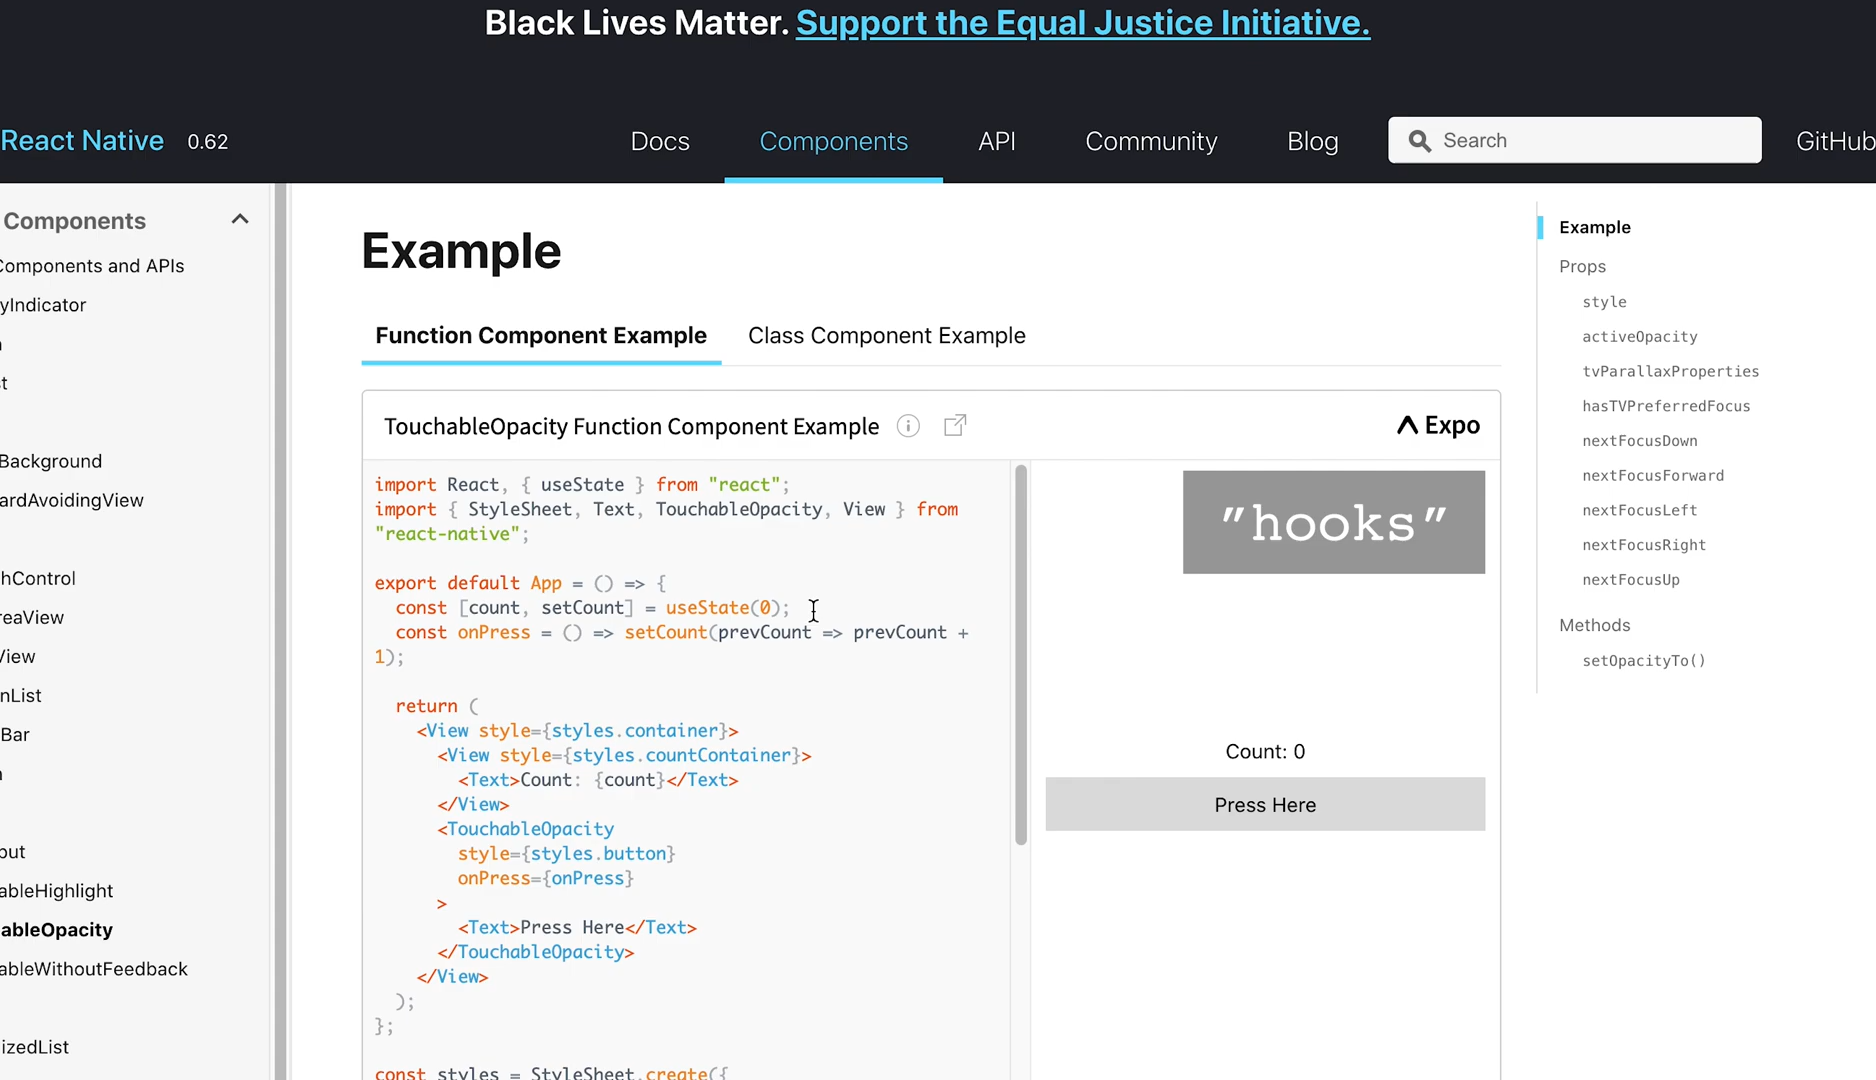 Black Lives Matter. Support the Equal Justice Initiative.
React Native 0.62 Docs Components API Community Blog Search GitHub
Components
Components and APIs
yIndicator
t
Background
ardAvoidingView
hControl
reaView
View
nList
Bar
put
ableHighlight
ableOpacity
ableWithoutFeedback
izedList
Example
Function Component Example Class Component Example
TouchableOpacity Function Component Example Expo
import React, { useState } from "react";
import { StyleSheet, Text, TouchableOpacity, View } from
"react-native";
export default App = () => {
const [count, setCount] = useState(0);
const onPress = () => setCount(prevCount => prevCount +
1);
return (
<View style={styles.container}>
<View style={styles.countContainer}>
<Text>Count: {count}</Text>
</View>
<TouchableOpacity
style={styles.button}
onPress={onPress}
>
<Text>Press Here</Text>
</TouchableOpacity>
</View>
);
};
const styles = StyleSheet.create({
"hooks"
Count: 0
Press Here
Example
Props
style
activeOpacity
tvParallaxProperties
hasTVPreferredFocus
nextFocusDown
nextFocusForward
nextFocusLeft
nextFocusRight
nextFocusUp
Methods
setOpacityTo()